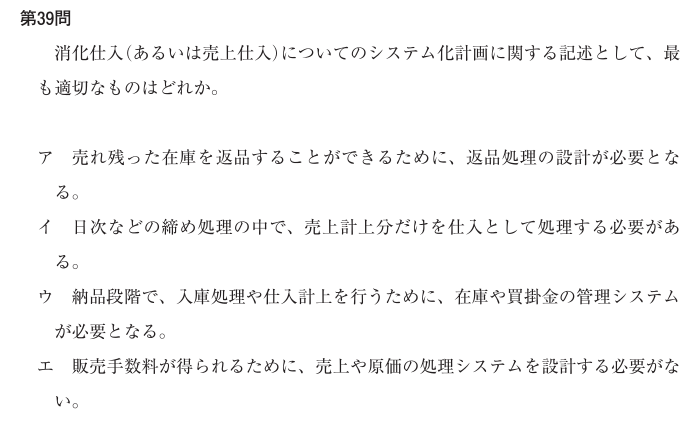 第39問
消化仕入(あるいは売上仕入)についてのシステム化計画に関する記述として、最
も適切なものはどれか。
ア　売れ残った在庫を返品することができるために、返品処理の設計が必要とな
る。
イ　日次などの締め処理の中で、売上計上分だけを仕入として処理する必要があ
る。
ウ　納品段階で、入庫処理や仕入計上を行うために、在庫や買掛金の管理システム
が必要となる。
エ　販売手数料が得られるために、売上や原価の処理システムを設計する必要がな
い。